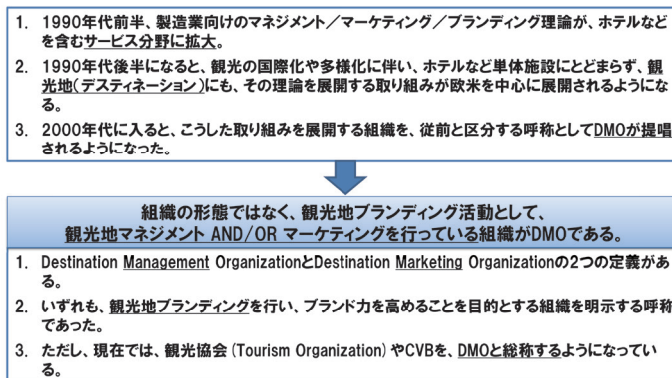 1. 1990年代前半、製造業向けのマネジメント／マーケティング／ブランディング理論が、ホテルなど
を含むサービス分野に拡大。
2. 1990年代後半になると、観光の国際化や多様化に伴い、ホテルなど単体施設にとどまらず、観
光地（デスティネーション）にも、その理論を展開する取り組みが欧米を中心に展開されるようにな
る。
3. 2000年代に入ると、こうした取り組みを展開する組織を、従前と区分する呼称としてDMOが提唱
されるようになった。
組織の形態ではなく、観光地ブランディング活動として、
観光地マネジメント AND/OR マーケティングを行っている組織がDMOである。
1. Destination Management OrganizationとDestination Marketing Organizationの2つの定義があ
る。
2. いずれも、観光地ブランディングを行い、ブランド力を高めることを目的とする組織を明示する呼称
であった。
3. ただし、現在では、観光協会 (Tourism Organization) やCVBを、DMOと総称するようになってい
る。